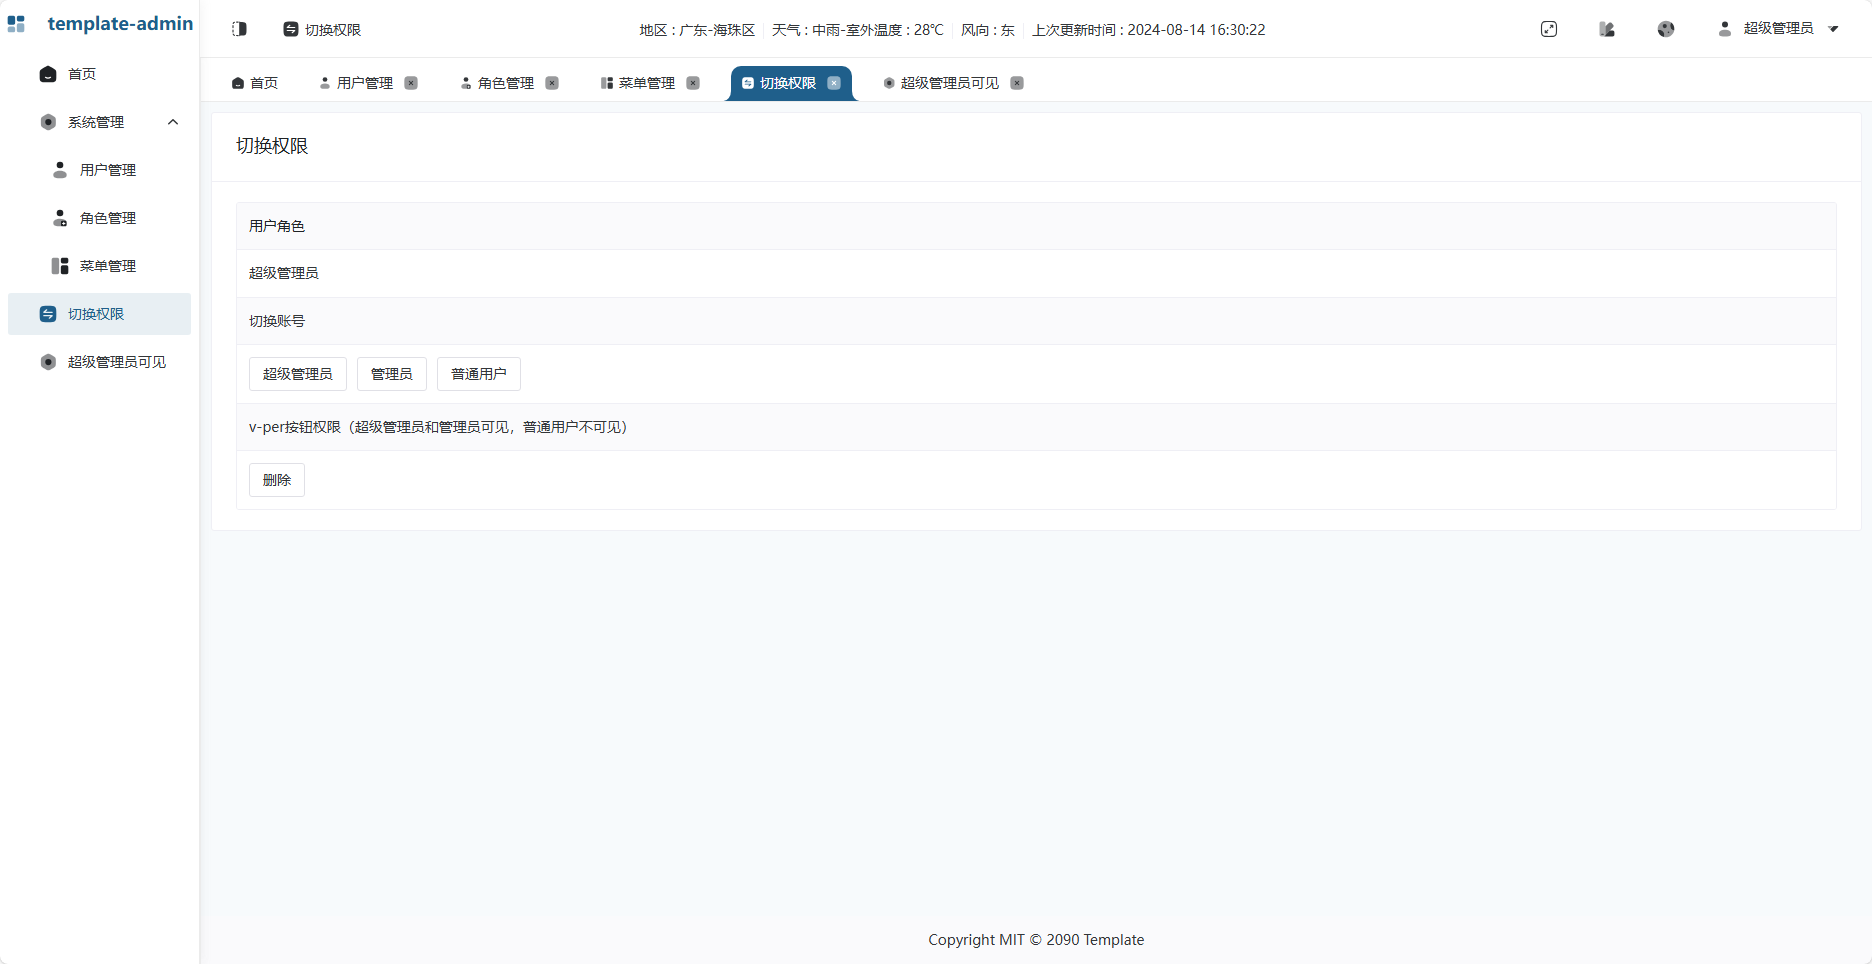 template-admin
首页
系统管理
用户管理
角色管理
菜单管理
切换权限
超级管理员可见
切换权限
地区 : 广东-海珠区 天气 : 中雨-室外温度 : 28℃ 风向 : 东 上次更新时间 : 2024-08-14 16:30:22
超级管理员
首页 用户管理 角色管理 菜单管理 切换权限 超级管理员可见
切换权限
用户角色
超级管理员
切换账号
超级管理员 管理员 普通用户
v-per按钮权限（超级管理员和管理员可见，普通用户不可见）
删除
Copyright MIT © 2090 Template